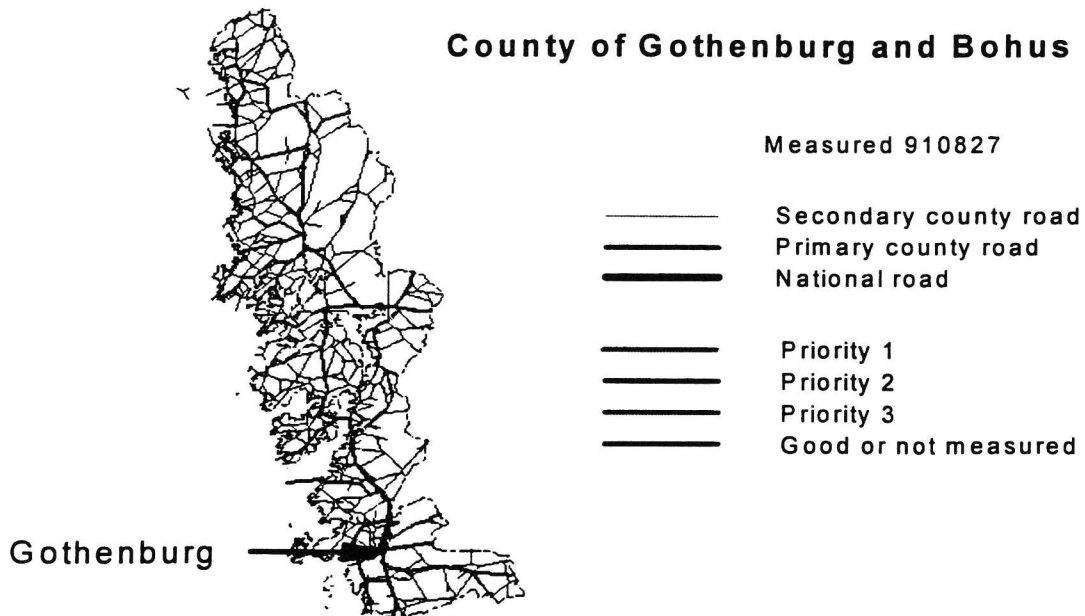 County of Gothenburg and Bohus
Measured 910827
Secondary county road
Primary county road
National road
Priority 1
Priority 2
Priority 3
Good or not measured
Gothenburg